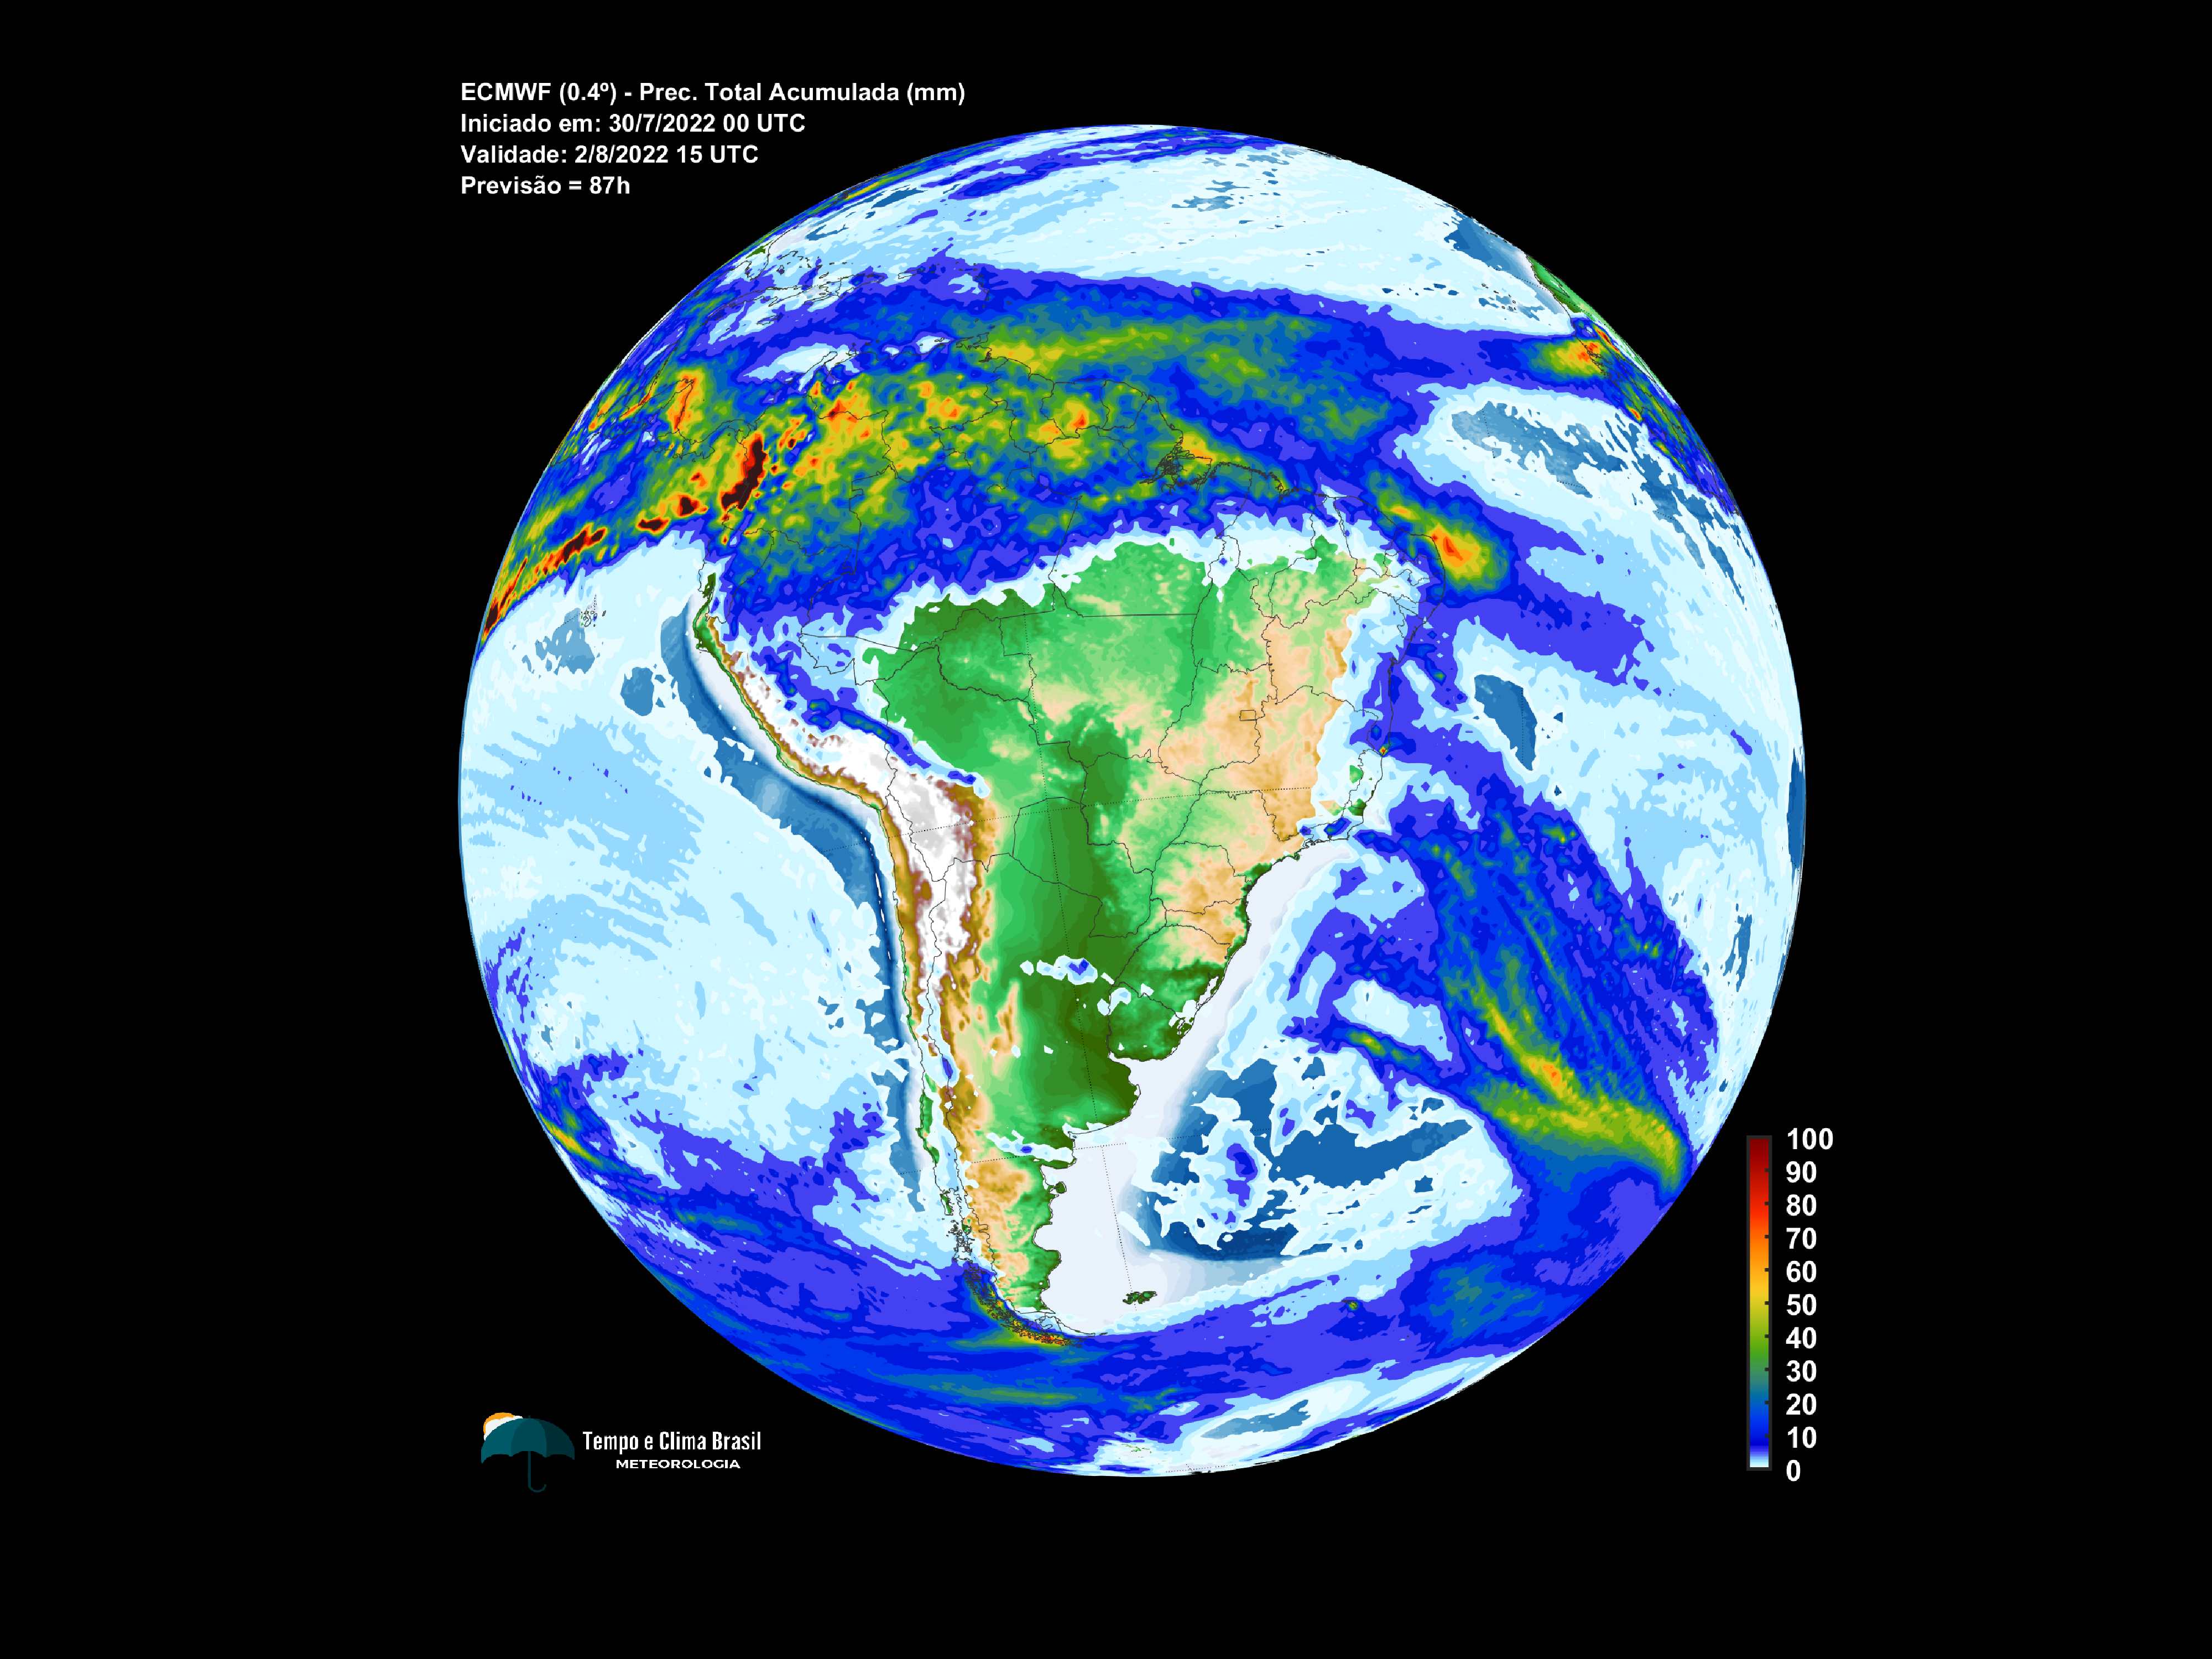 ECMWF (0.4º) - Prec. Total Acumulada (mm)
Iniciado em: 30/7/2022 00 UTC
Validade: 2/8/2022 15 UTC
Previsão = 87h
100
90
80
70
60
50
40
30
20
10
0
Tempo e Clima Brasil
METEOROLOGIA